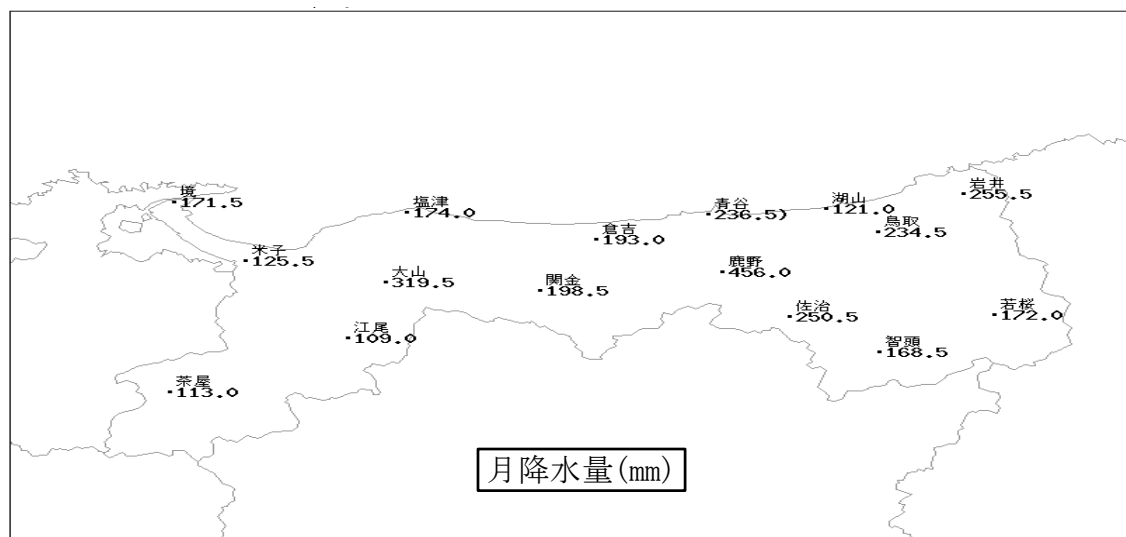 境
171.5
塩津
174.0
青谷
236.5)
湖山
121.0
岩井
255.5
鳥取
234.5
倉吉
193.0
米子
125.5
大山
319.5
関金
198.5
鹿野
456.0
佐治
250.5
若桜
172.0
江尾
109.0
智頭
168.5
茶屋
113.0
月降水量(mm)